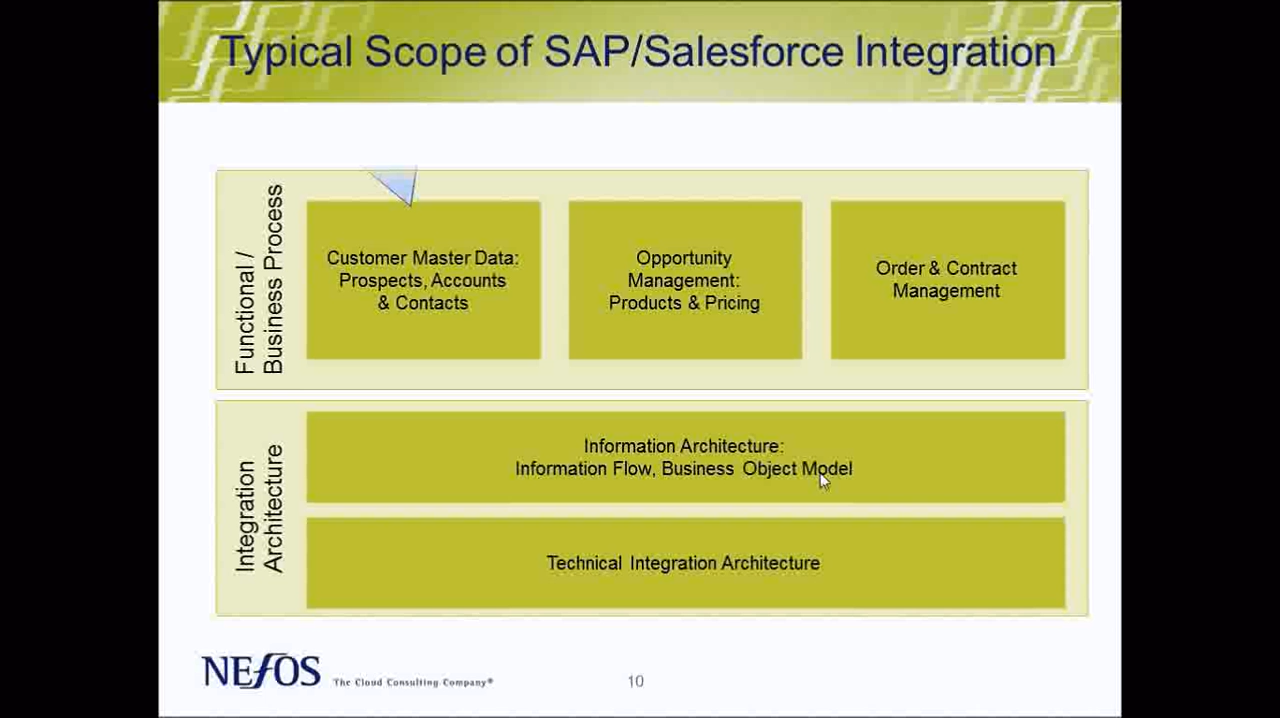 Typical Scope of SAP/Salesforce Integration
Functional /
Business Process
Customer Master Data:
Prospects, Accounts
& Contacts
Opportunity
Management:
Products & Pricing
Order & Contract
Management
Integration
Architecture
Information Architecture:
Information Flow, Business Object Model
Technical Integration Architecture
NEfOS The Cloud Consulting Company®
10